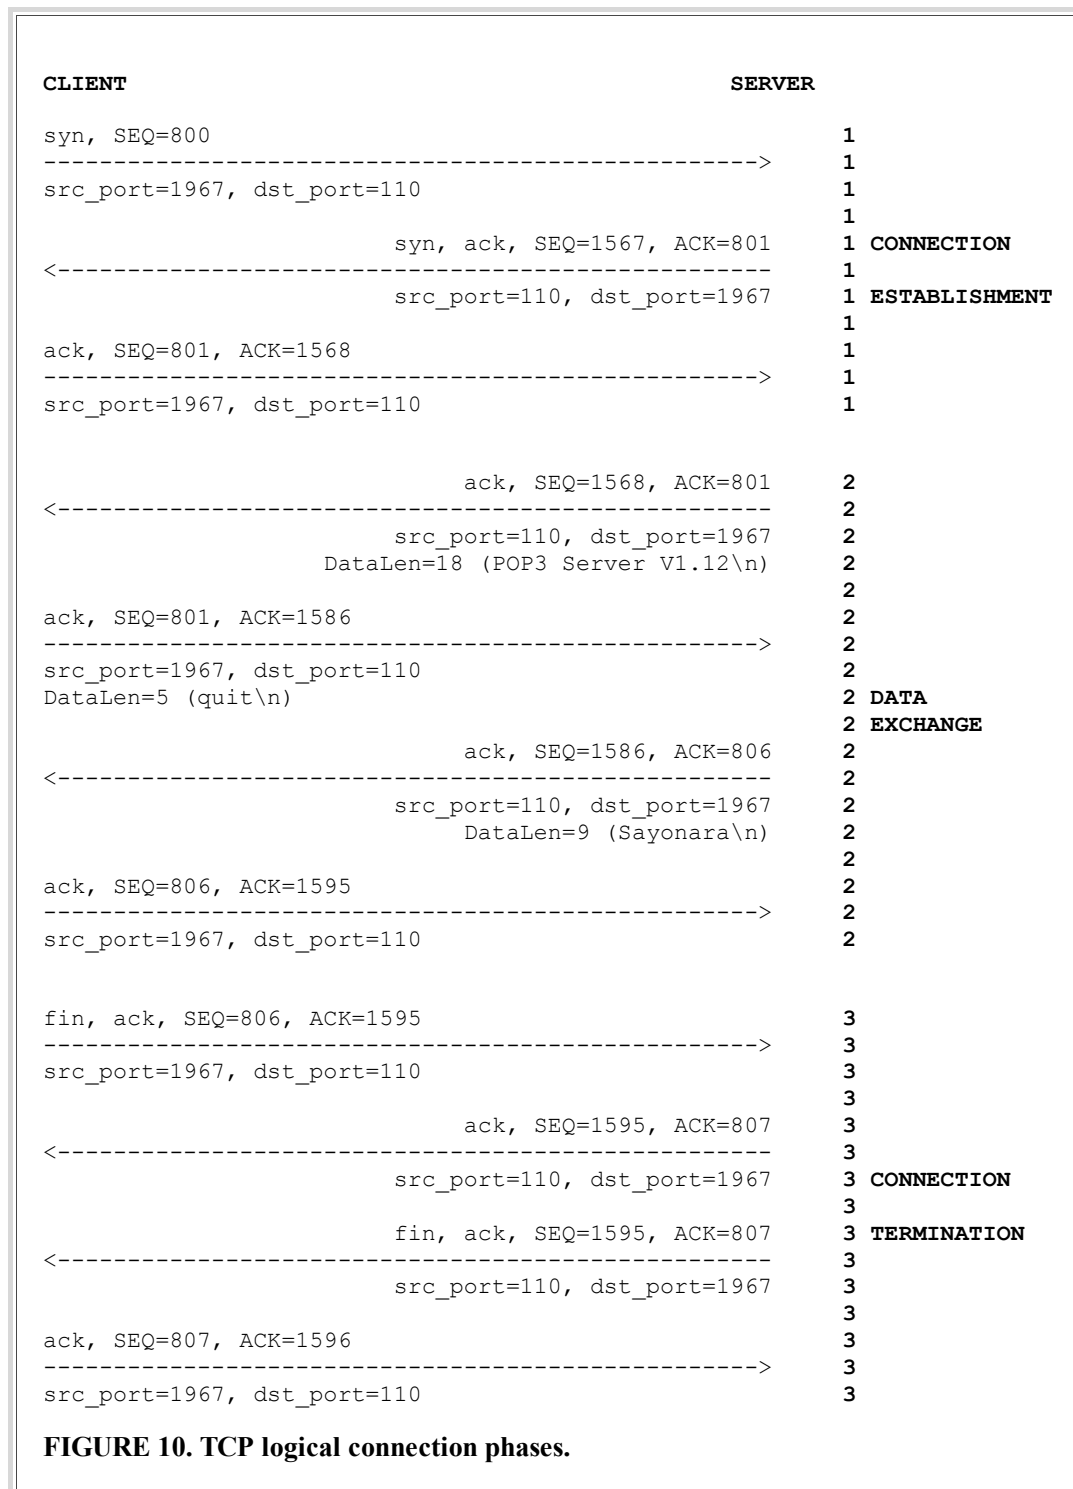 CLIENT SERVER
syn, SEQ=800 1
---------------------------------------------------> 1
src_port=1967, dst_port=110 1
1
syn, ack, SEQ=1567, ACK=801 1 CONNECTION
<--------------------------------------------------- 1
src_port=110, dst_port=1967 1 ESTABLISHMENT
1
ack, SEQ=801, ACK=1568 1
---------------------------------------------------> 1
src_port=1967, dst_port=110 1
ack, SEQ=1568, ACK=801 2
<--------------------------------------------------- 2
src_port=110, dst_port=1967 2
DataLen=18 (POP3 Server V1.12\n) 2
2
ack, SEQ=801, ACK=1586 2
---------------------------------------------------> 2
src_port=1967, dst_port=110 2
DataLen=5 (quit\n) 2 DATA
2 EXCHANGE
ack, SEQ=1586, ACK=806 2
<--------------------------------------------------- 2
src_port=110, dst_port=1967 2
DataLen=9 (Sayonara\n) 2
2
ack, SEQ=806, ACK=1595 2
---------------------------------------------------> 2
src_port=1967, dst_port=110 2
fin, ack, SEQ=806, ACK=1595 3
---------------------------------------------------> 3
src_port=1967, dst_port=110 3
3
ack, SEQ=1595, ACK=807 3
<--------------------------------------------------- 3
src_port=110, dst_port=1967 3 CONNECTION
3
fin, ack, SEQ=1595, ACK=807 3 TERMINATION
<--------------------------------------------------- 3
src_port=110, dst_port=1967 3
3
ack, SEQ=807, ACK=1596 3
---------------------------------------------------> 3
src_port=1967, dst_port=110 3
FIGURE 10. TCP logical connection phases.